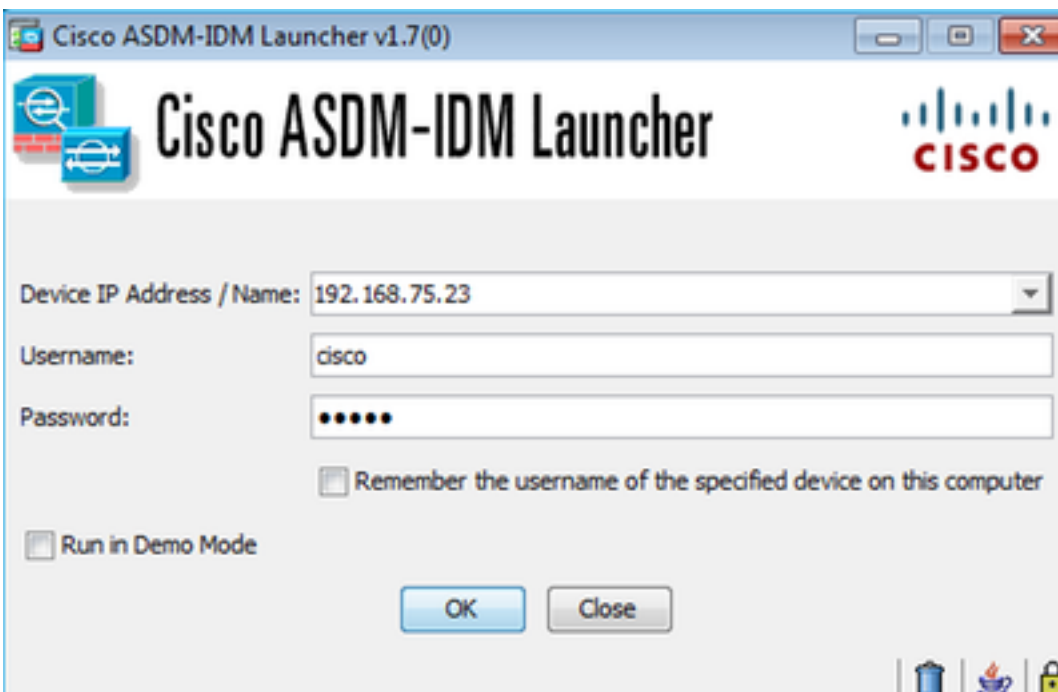 Cisco ASDM-IDM Launcher v1.7(0)
Cisco ASDM-IDM Launcher
CISCO
Device IP Address / Name: 192.168.75.23
Username: cisco
Password: •••••
Remember the username of the specified device on this computer
Run in Demo Mode
OK Close